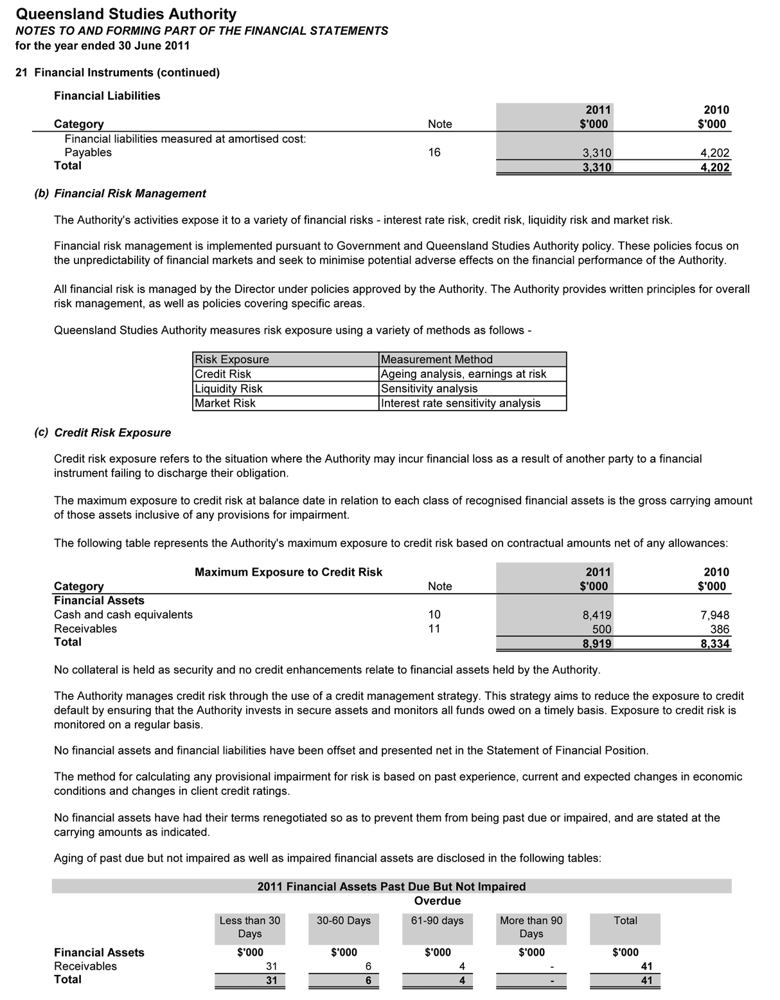 Queensland Studies Authority
NOTES TO AND FORMING PART OF THE FINANCIAL STATEMENTS
for the year ended 30 June 2011
21 Financial Instruments (continued)
Financial Liabilities
2011 2010
Category Note $'000 $'000
Financial liabilities measured at amortised cost:
Payables 16 3,310 4,202
Total 3,310 4,202
(b) Financial Risk Management
The Authority's activities expose it to a variety of financial risks - interest rate risk, credit risk, liquidity risk and market risk.
Financial risk management is implemented pursuant to Government and Queensland Studies Authority policy. These policies focus on
the unpredictability of financial markets and seek to minimise potential adverse effects on the financial performance of the Authority.
All financial risk is managed by the Director under policies approved by the Authority. The Authority provides written principles for overall
risk management, as well as policies covering specific areas.
Queensland Studies Authority measures risk exposure using a variety of methods as follows -
Risk Exposure Measurement Method
Credit Risk Ageing analysis, earnings at risk
Liquidity Risk Sensitivity analysis
Market Risk Interest rate sensitivity analysis
(c) Credit Risk Exposure
Credit risk exposure refers to the situation where the Authority may incur financial loss as a result of another party to a financial
instrument failing to discharge their obligation.
The maximum exposure to credit risk at balance date in relation to each class of recognised financial assets is the gross carrying amount
of those assets inclusive of any provisions for impairment.
The following table represents the Authority's maximum exposure to credit risk based on contractual amounts net of any allowances:
Maximum Exposure to Credit Risk 2011 2010
Category Note $'000 $'000
Financial Assets
Cash and cash equivalents 10 8,419 7,948
Receivables 11 500 386
Total 8,919 8,334
No collateral is held as security and no credit enhancements relate to financial assets held by the Authority.
The Authority manages credit risk through the use of a credit management strategy. This strategy aims to reduce the exposure to credit
default by ensuring that the Authority invests in secure assets and monitors all funds owed on a timely basis. Exposure to credit risk is
monitored on a regular basis.
No financial assets and financial liabilities have been offset and presented net in the Statement of Financial Position.
The method for calculating any provisional impairment for risk is based on past experience, current and expected changes in economic
conditions and changes in client credit ratings.
No financial assets have had their terms renegotiated so as to prevent them from being past due or impaired, and are stated at the
carrying amounts as indicated.
Aging of past due but not impaired as well as impaired financial assets are disclosed in the following tables:
2011 Financial Assets Past Due But Not Impaired
Overdue
Less than 30 30-60 Days 61-90 days More than 90 Total
Days Days
Financial Assets $'000 $'000 $'000 $'000 $'000
Receivables 31 6 4 - 41
Total 31 6 4 - 41